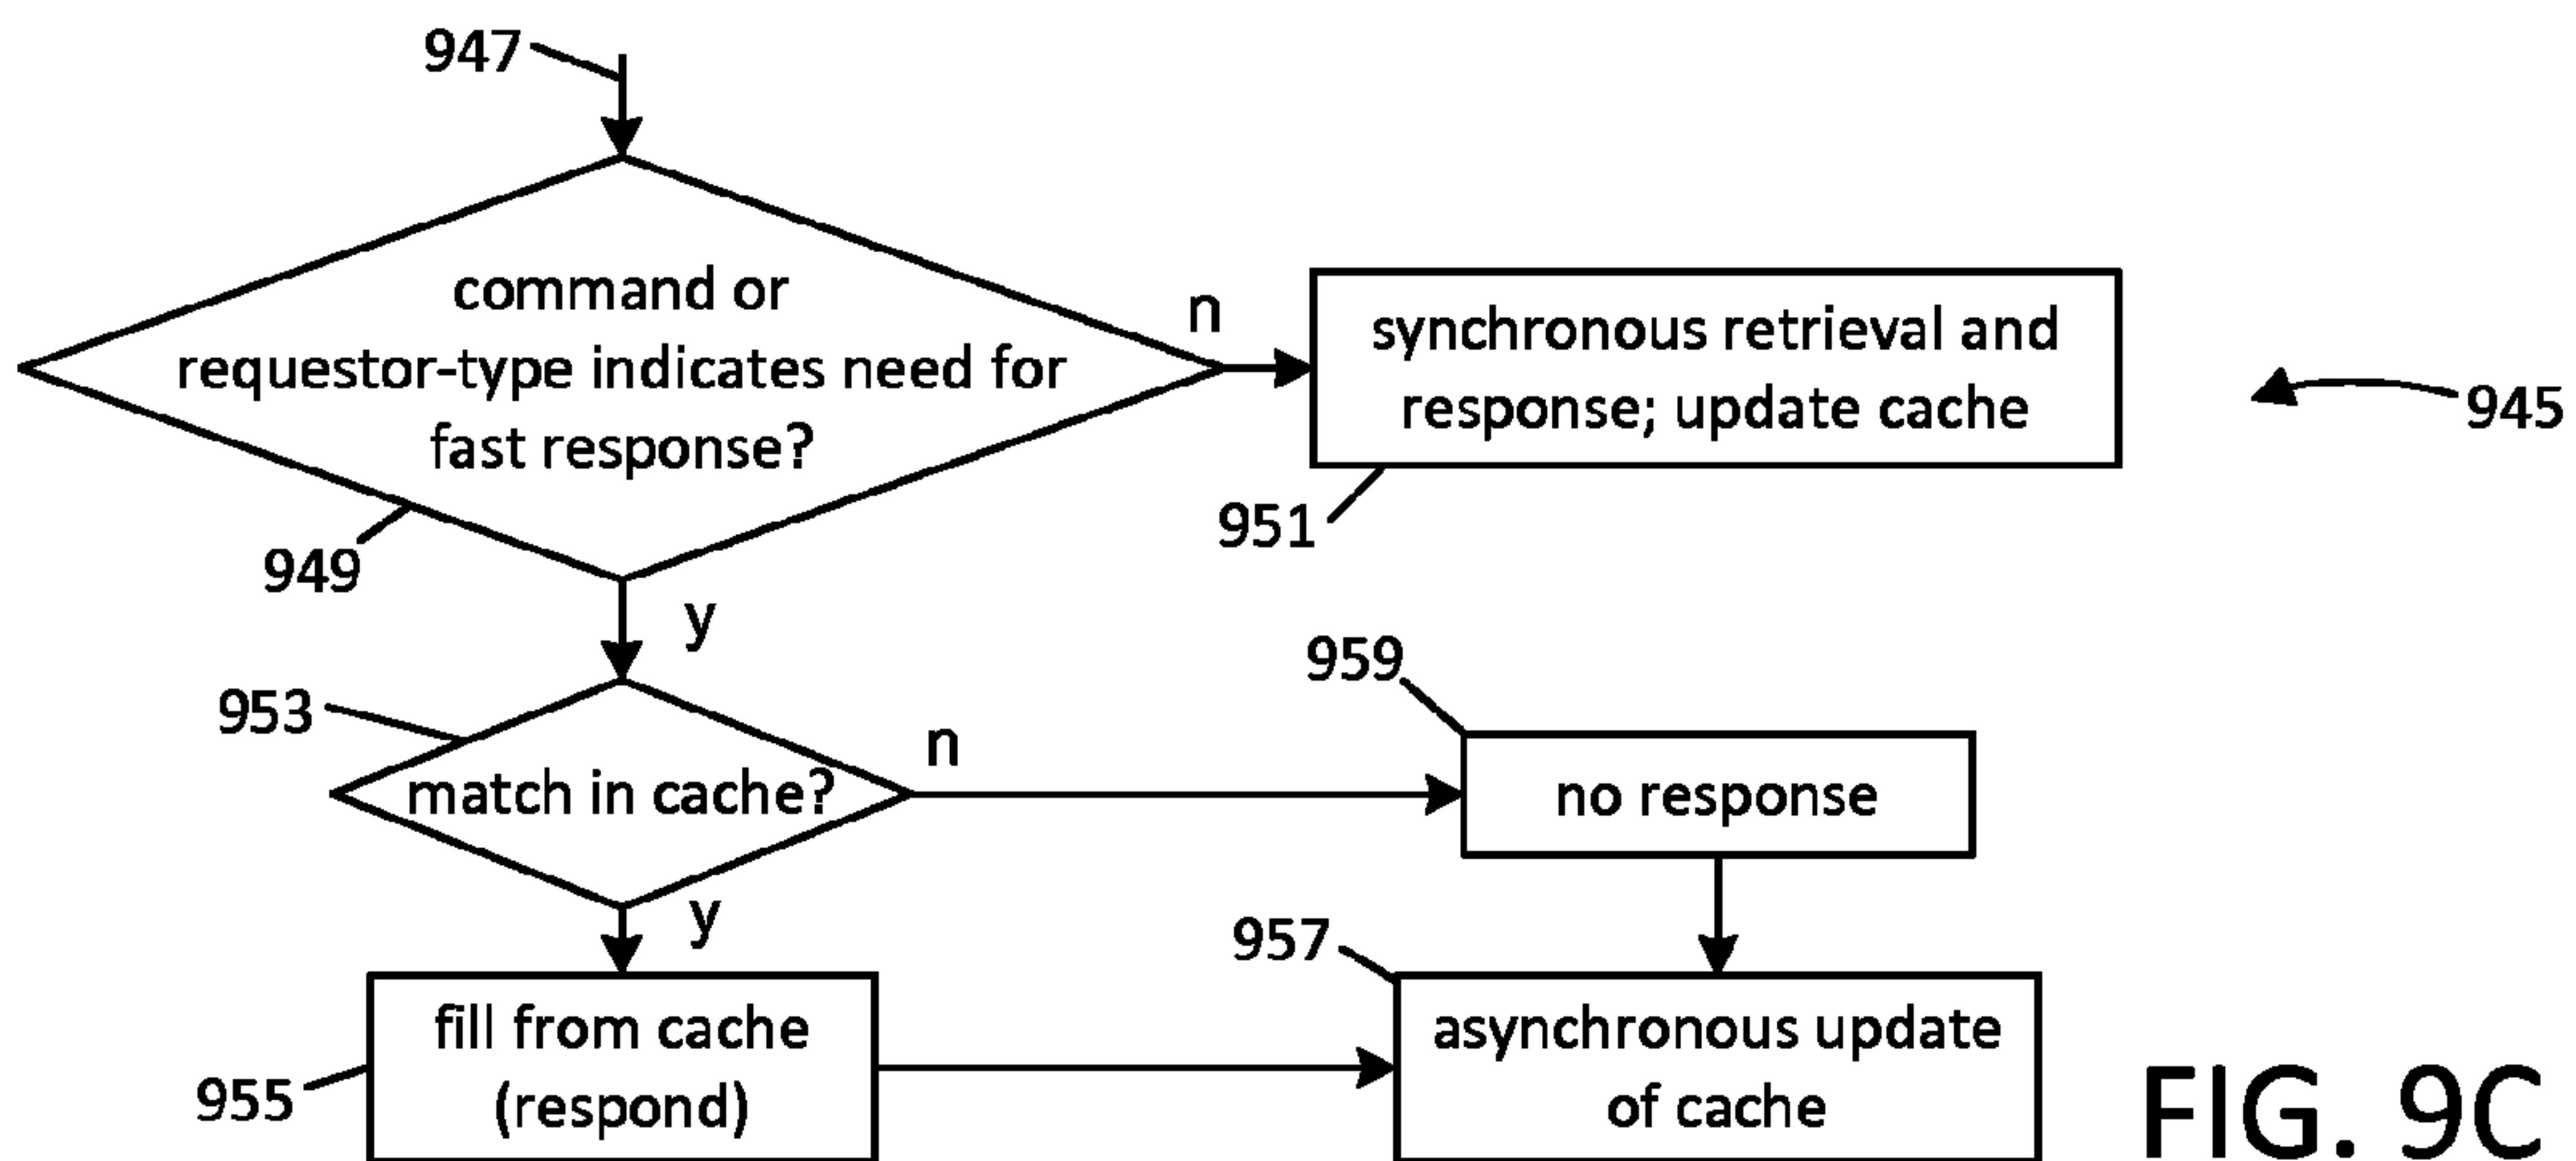 947
command or
requestor-type indicates need for
fast response?
949
n
synchronous retrieval and
response; update cache
951
945
y
953
match in cache?
n
959
no response
y
955
fill from cache
(respond)
957
asynchronous update
of cache
FIG. 9C